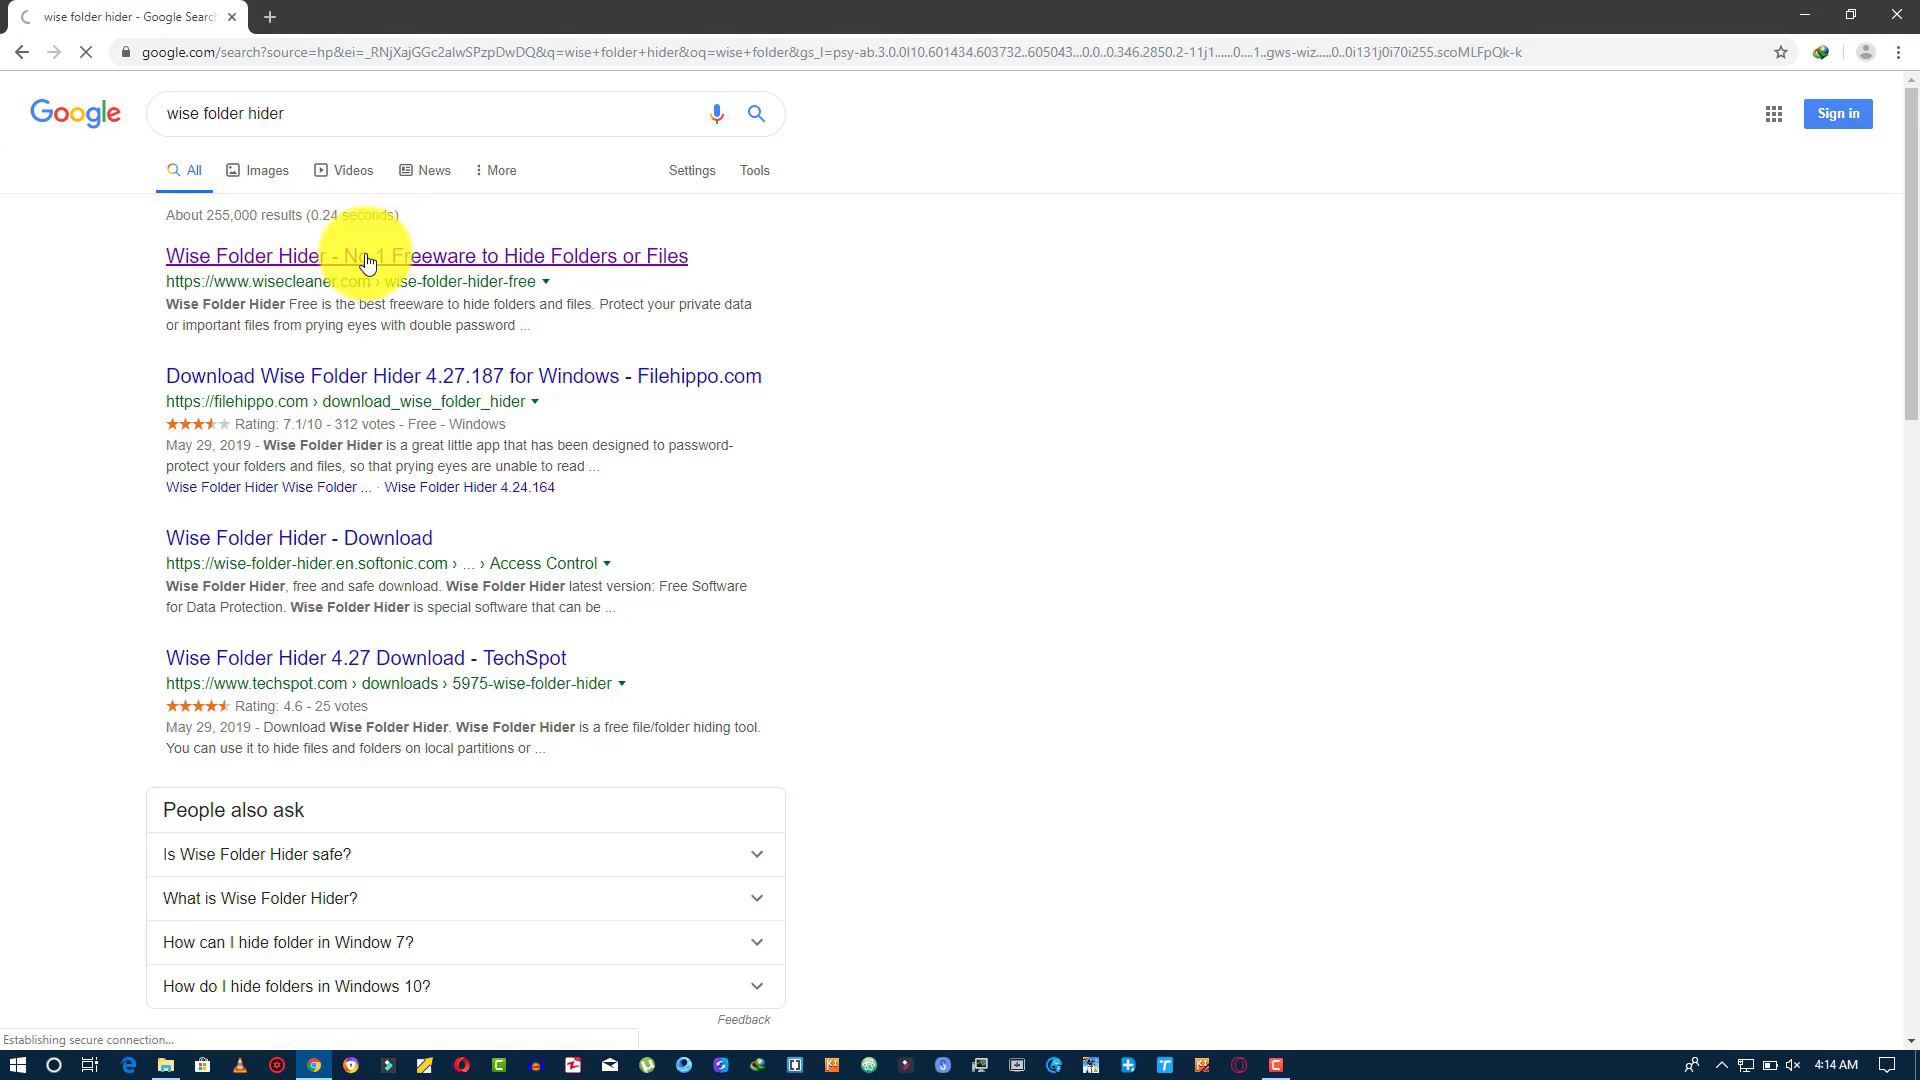 wise folder hider - Google Searc
google.com/search?source=hp&ei=_RNjXajGGc2alwSPzpDwDQ&q=wise+folder+hider&oq=wise+folder&gs_l=psy-ab.3.0.0l10.601434.603732..605043...0.0..0.346.2850.2-11j1......0....1..gws-wiz.....0..0i131j0i70i255.scoMLFpQk-k
Google
wise folder hider
Sign in
All
Images
Videos
News
More
Settings
Tools
About 255,000 results (0.24 seconds)
Wise Folder Hider - No.1 Freeware to Hide Folders or Files
https://www.wisecleaner.com › wise-folder-hider-free
Wise Folder Hider Free is the best freeware to hide folders and files. Protect your private data
or important files from prying eyes with double password ...
Download Wise Folder Hider 4.27.187 for Windows - Filehippo.com
https://filehippo.com › download_wise_folder_hider
Rating: 7.1/10 - 312 votes - Free - Windows
May 29, 2019 - Wise Folder Hider is a great little app that has been designed to password-
protect your folders and files, so that prying eyes are unable to read ...
Wise Folder Hider Wise Folder ... · Wise Folder Hider 4.24.164
Wise Folder Hider - Download
https://wise-folder-hider.en.softonic.com › ... › Access Control
Wise Folder Hider, free and safe download. Wise Folder Hider latest version: Free Software
for Data Protection. Wise Folder Hider is special software that can be ...
Wise Folder Hider 4.27 Download - TechSpot
https://www.techspot.com › downloads › 5975-wise-folder-hider
Rating: 4.6 - 25 votes
May 29, 2019 - Download Wise Folder Hider. Wise Folder Hider is a free file/folder hiding tool.
You can use it to hide files and folders on local partitions or ...
People also ask
Is Wise Folder Hider safe?
What is Wise Folder Hider?
How can I hide folder in Window 7?
How do I hide folders in Windows 10?
Feedback
Establishing secure connection...
4:14 AM